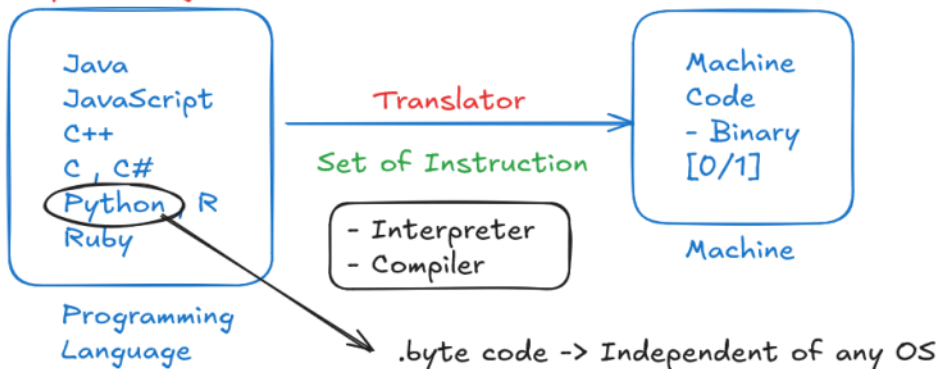 Java
JavaScript
C++
C , C#
Python , R
Ruby
Programming
Language
Translator
Set of Instruction
- Interpreter
- Compiler
Machine
Code
- Binary
[0/1]
Machine
.byte code -> Independent of any OS